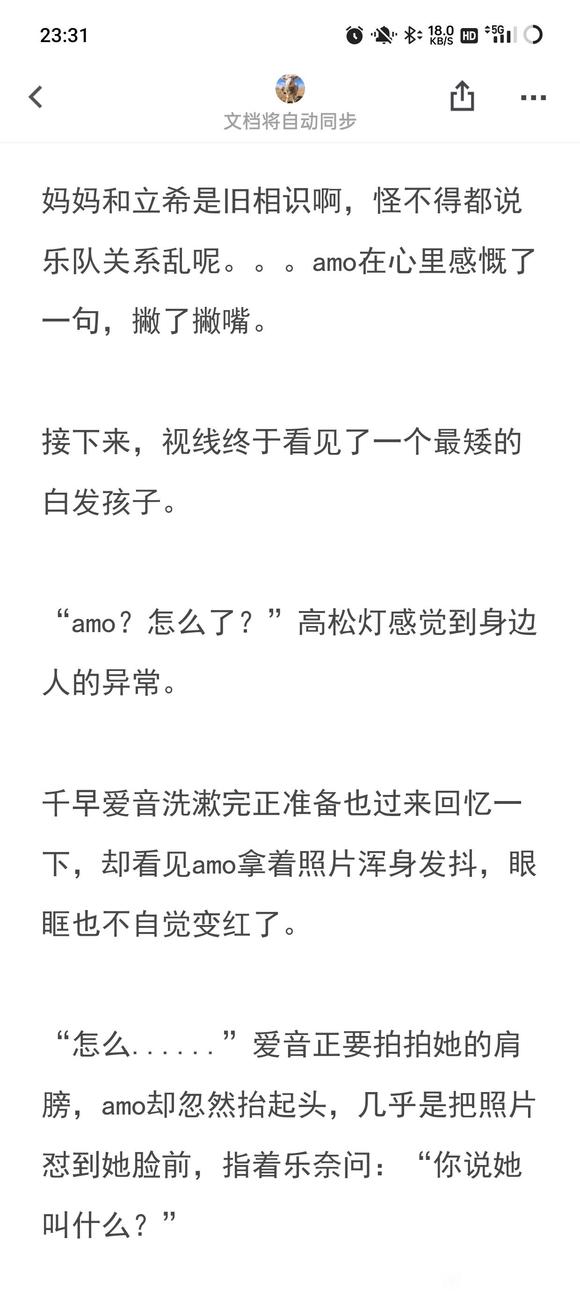 23:31
18.0
KB/S
HD
5G
文档将自动同步
妈妈和立希是旧相识啊，怪不得都说
乐队关系乱呢。。。amo在心里感慨了
一句，撇了撇嘴。
接下来，视线终于看见了一个最矮的
白发孩子。
“amo？怎么了？”高松灯感觉到身边
人的异常。
千早爱音洗漱完正准备也过来回忆一
下，却看见amo拿着照片浑身发抖，眼
眶也不自觉变红了。
“怎么......”爱音正要拍拍她的肩
膀，amo却忽然抬起头，几乎是把照片
怼到她脸前，指着乐奈问：“你说她
叫什么？”